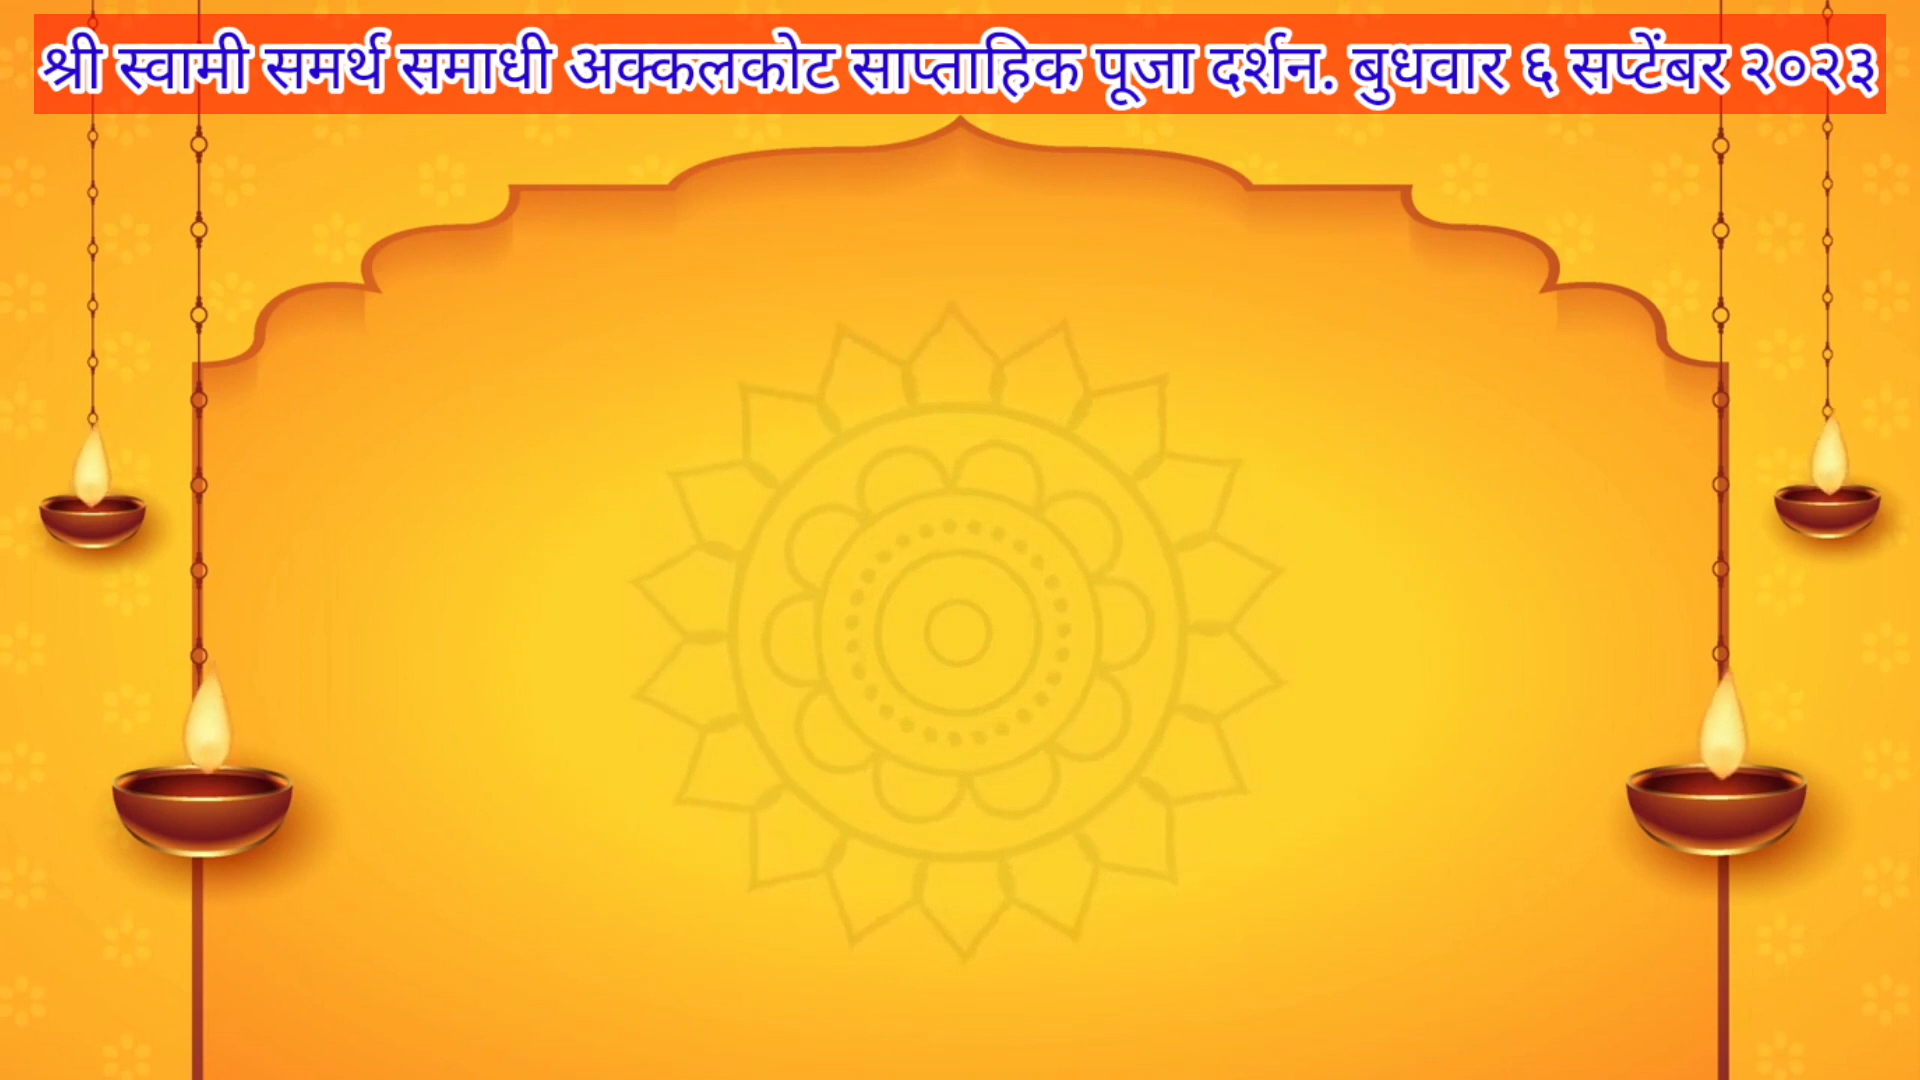 श्री स्वामी समर्थ समाधी अक्कलकोट साप्ताहिक पूजा दर्शन. बुधवार ६ सप्टेंबर २०२३